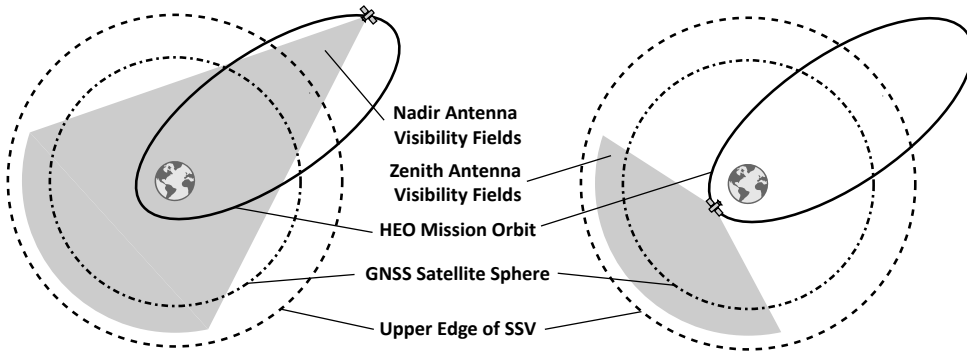 Nadir Antenna
Visibility Fields
Zenith Antenna
Visibility Fields
HEO Mission Orbit
GNSS Satellite Sphere
Upper Edge of SSV